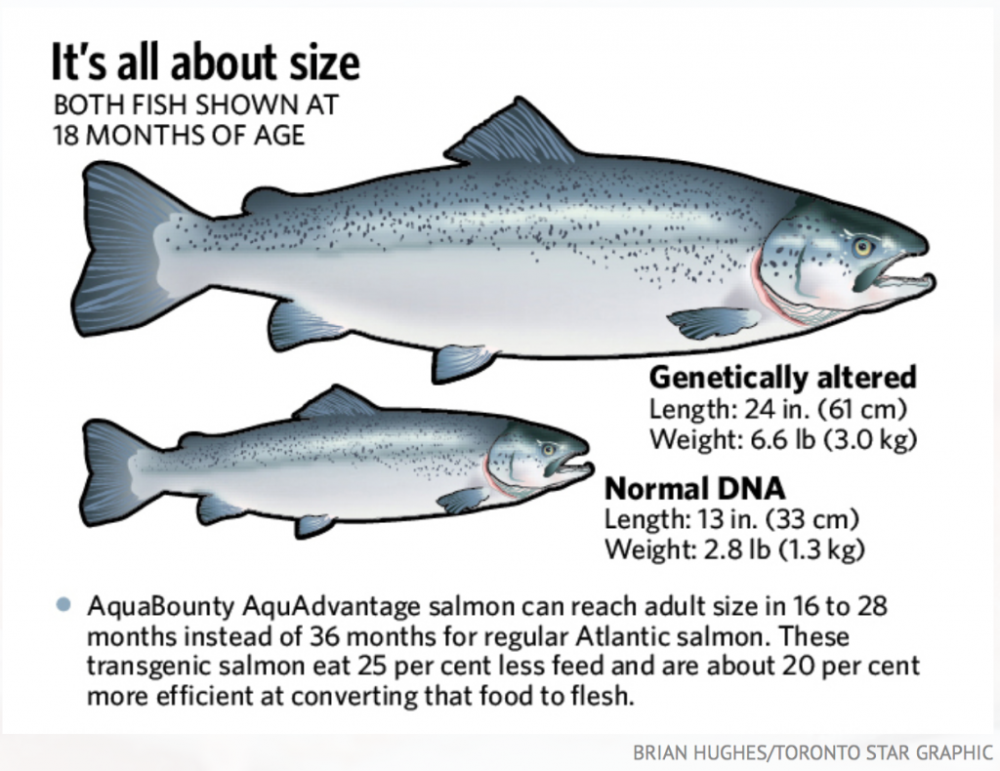 It's all about size
BOTH FISH SHOWN AT
18 MONTHS OF AGE
Genetically altered
Length: 24 in. (61 cm)
Weight: 6.6 lb (3.0 kg)
Normal DNA
Length: 13 in. (33 cm)
Weight: 2.8 lb (1.3 kg)
• AquaBounty AquAdvantage salmon can reach adult size in 16 to 28
months instead of 36 months for regular Atlantic salmon. These
transgenic salmon eat 25 per cent less feed and are about 20 per cent
more efficient at converting that food to flesh.
BRIAN HUGHES/TORONTO STAR GRAPHIC